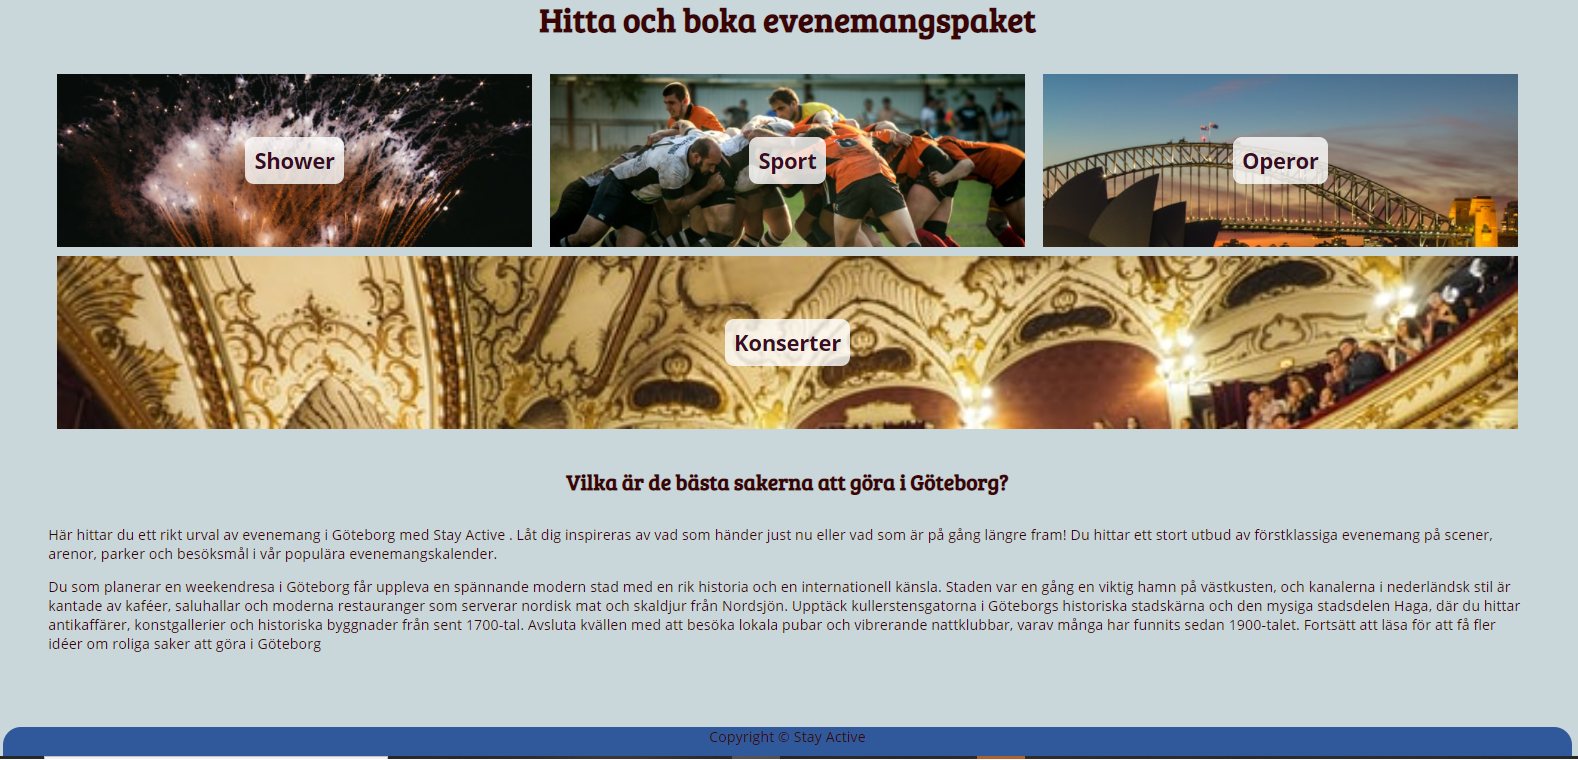 Hitta och boka evenemangspaket
Shower
Sport
Operor
Konserter
Vilka är de bästa sakerna att göra i Göteborg?
Här hittar du ett rikt urval av evenemang i Göteborg med Stay Active . Låt dig inspireras av vad som händer just nu eller vad som är på gång längre fram! Du hittar ett stort utbud av förstklassiga evenemang på scener,
arenor, parker och besöksmål i vår populära evenemangskalender.
Du som planerar en weekendresa i Göteborg får uppleva en spännande modern stad med en rik historia och en internationell känsla. Staden var en gång en viktig hamn på västkusten, och kanalerna i nederländsk stil är
kantade av kaféer, saluhallar och moderna restauranger som serverar nordisk mat och skaldjur från Nordsjön. Upptäck kullerstensgatorna i Göteborgs historiska stadskärna och den mysiga stadsdelen Haga, där du hittar
antikaffärer, konstgallerier och historiska byggnader från sent 1700-tal. Avsluta kvällen med att besöka lokala pubar och vibrerande nattklubbar, varav många har funnits sedan 1900-talet. Fortsätt att läsa för att få fler
idéer om roliga saker att göra i Göteborg
Copyright © Stay Active